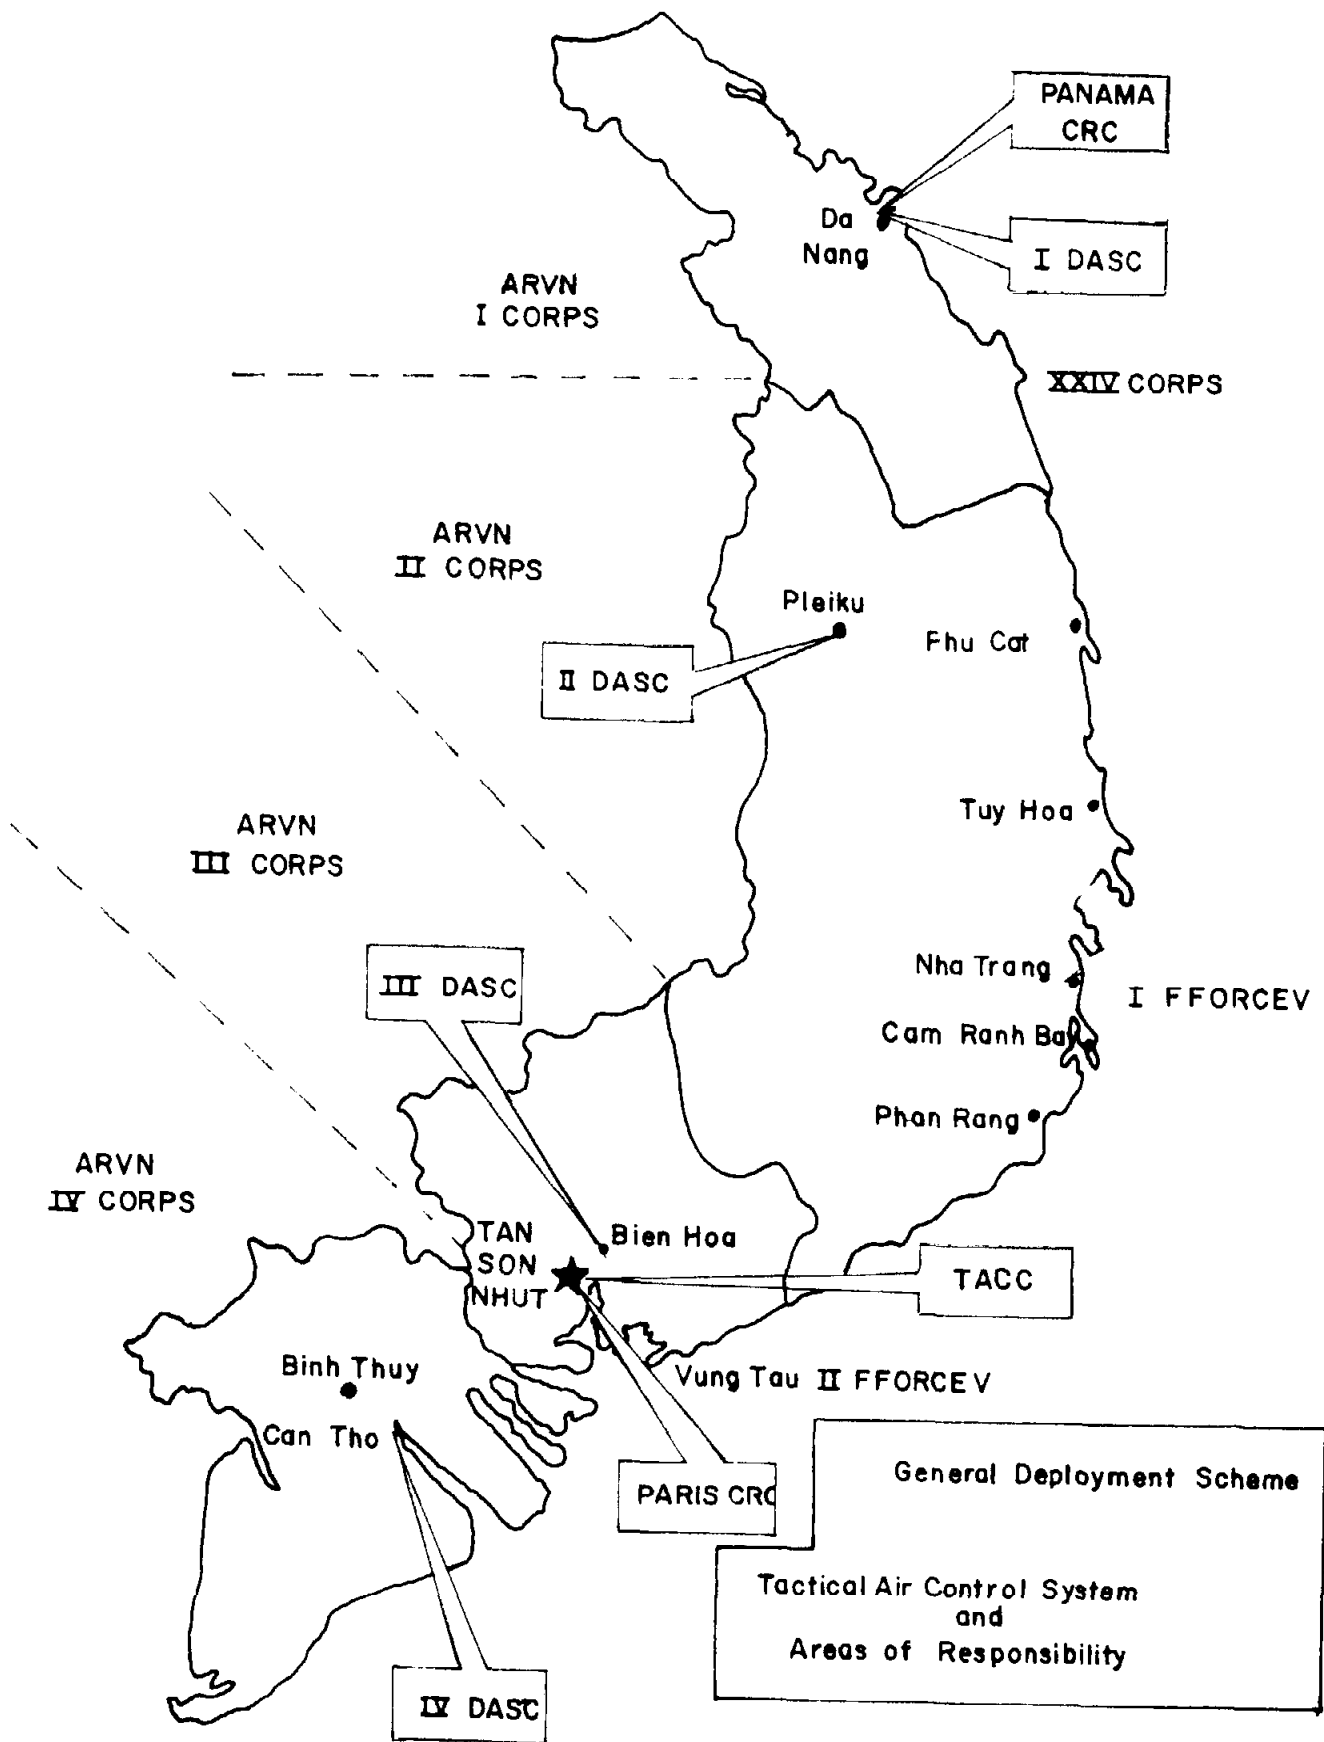 PANAMA
CRC
Da
Nang
I DASC
ARVN
I CORPS
XXIV CORPS
ARVN
II CORPS
Pleiku
Fhu Cat
II DASC
Tuy Hoa
ARVN
III CORPS
Nha Trang
III DASC
I FFORCEV
Cam Ranh Bay
Phan Rang
ARVN
IV CORPS
TAN
SON
NHUT
Bien Hoa
TACC
Binh Thuy
Vung Tau II FFORCEV
Can Tho
PARIS CRC
General Deployment Scheme
Tactical Air Control System
and
Areas of Responsibility
IV DASC